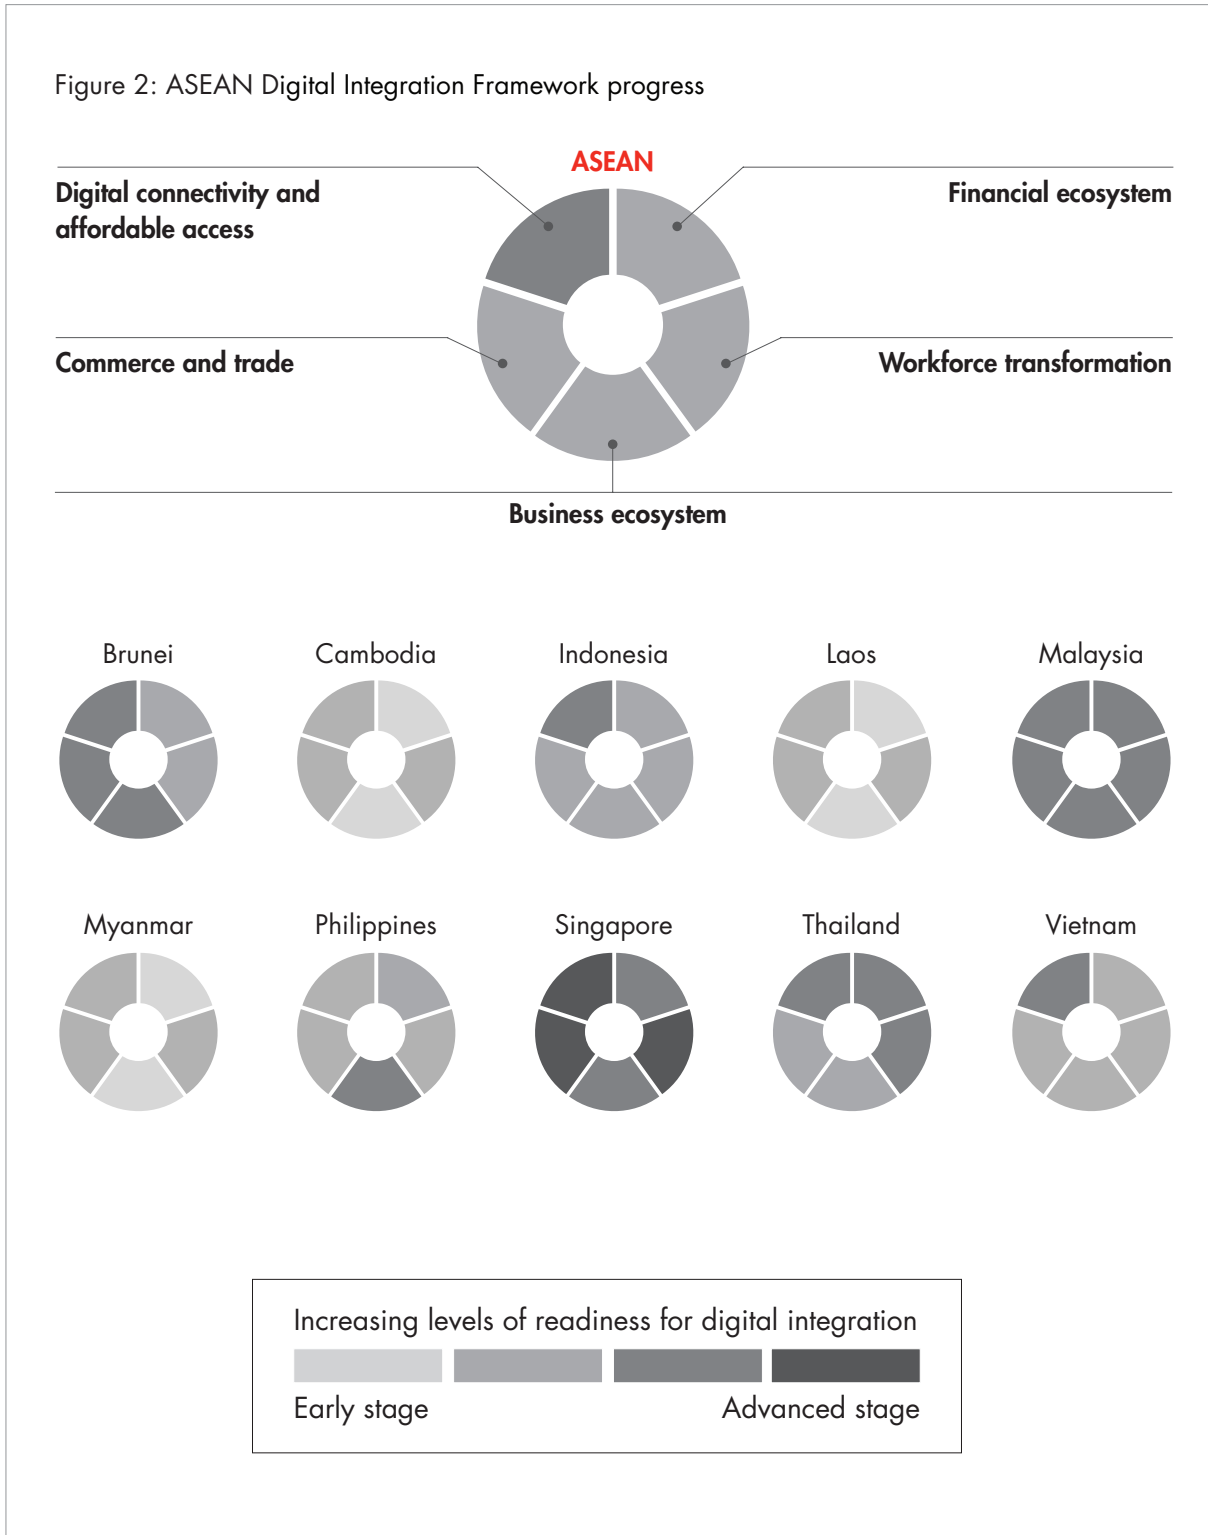 Figure 2: ASEAN Digital Integration Framework progress
ASEAN
Digital connectivity and
affordable access
Financial ecosystem
Commerce and trade
Workforce transformation
Business ecosystem
Brunei
Cambodia
Indonesia
Laos
Malaysia
Myanmar
Philippines
Singapore
Thailand
Vietnam
Increasing levels of readiness for digital integration
Early stage
Advanced stage